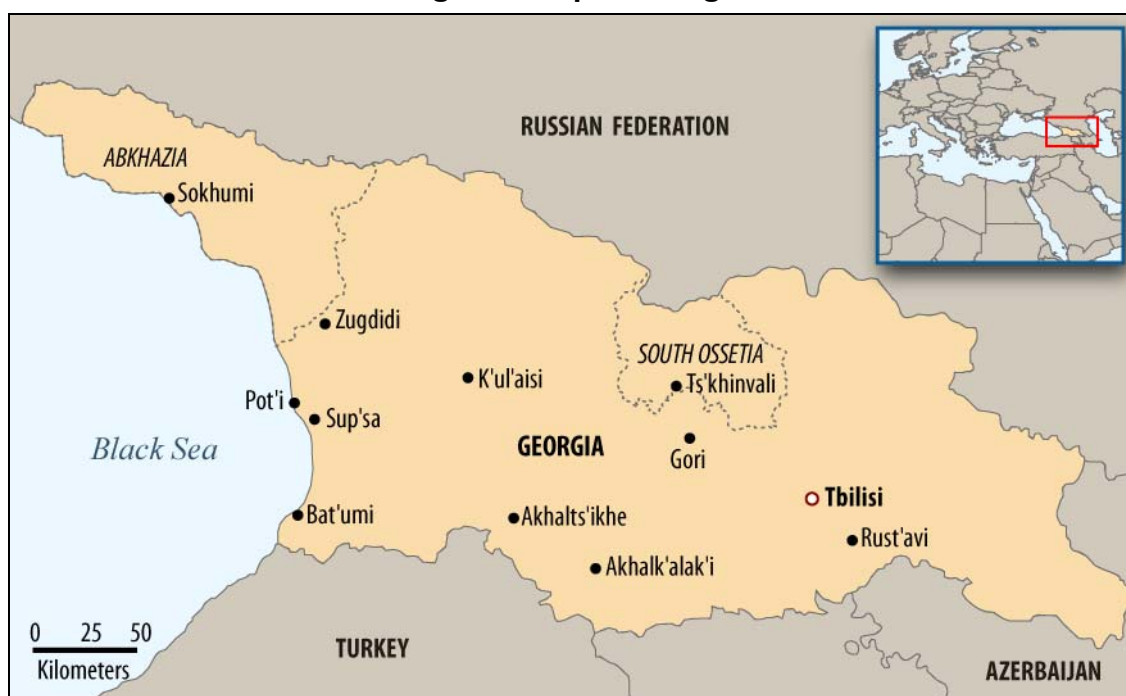 RUSSIAN FEDERATION
ABKHAZIA
Sokhumi
Zugdidi
SOUTH OSSETIA
K'ul'aisi
Ts'khinvali
Pot'i
Sup'sa
Black Sea
GEORGIA
Gori
Tbilisi
Bat'umi
Akhalts'ikhe
Rust'avi
Akhalk'alak'i
0 25 50
Kilometers
TURKEY
AZERBAIJAN